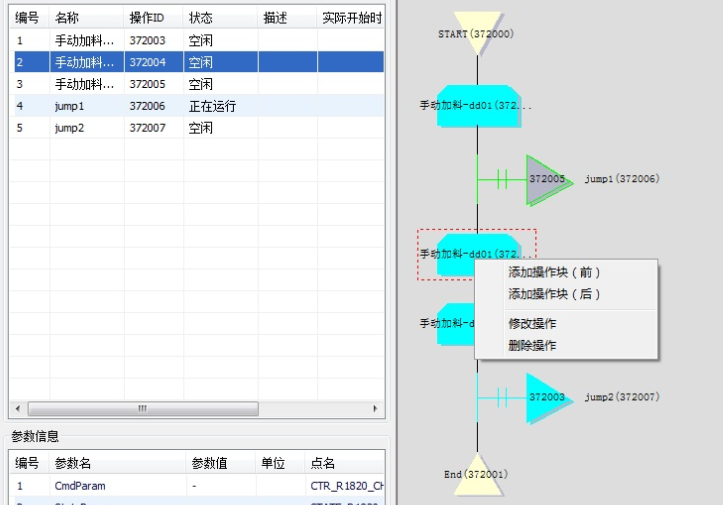 编号 名称 操作ID 状态 描述 实际开始时
1 手动加料... 372003 空闲
2 手动加料... 372004 空闲
3 手动加料... 372005 空闲
4 jump1 372006 正在运行
5 jump2 372007 空闲
参数信息
编号 参数名 参数值 单位 点名
1 CmdParam - CTR_R1820_CH
START(372000)
手动加料-dd01(372...
372005 jump1(372006)
手动加料-dd01(372...
添加操作块（前）
添加操作块（后）
修改操作
删除操作
手动加料-d
372003 jump2(372007)
End(372001)